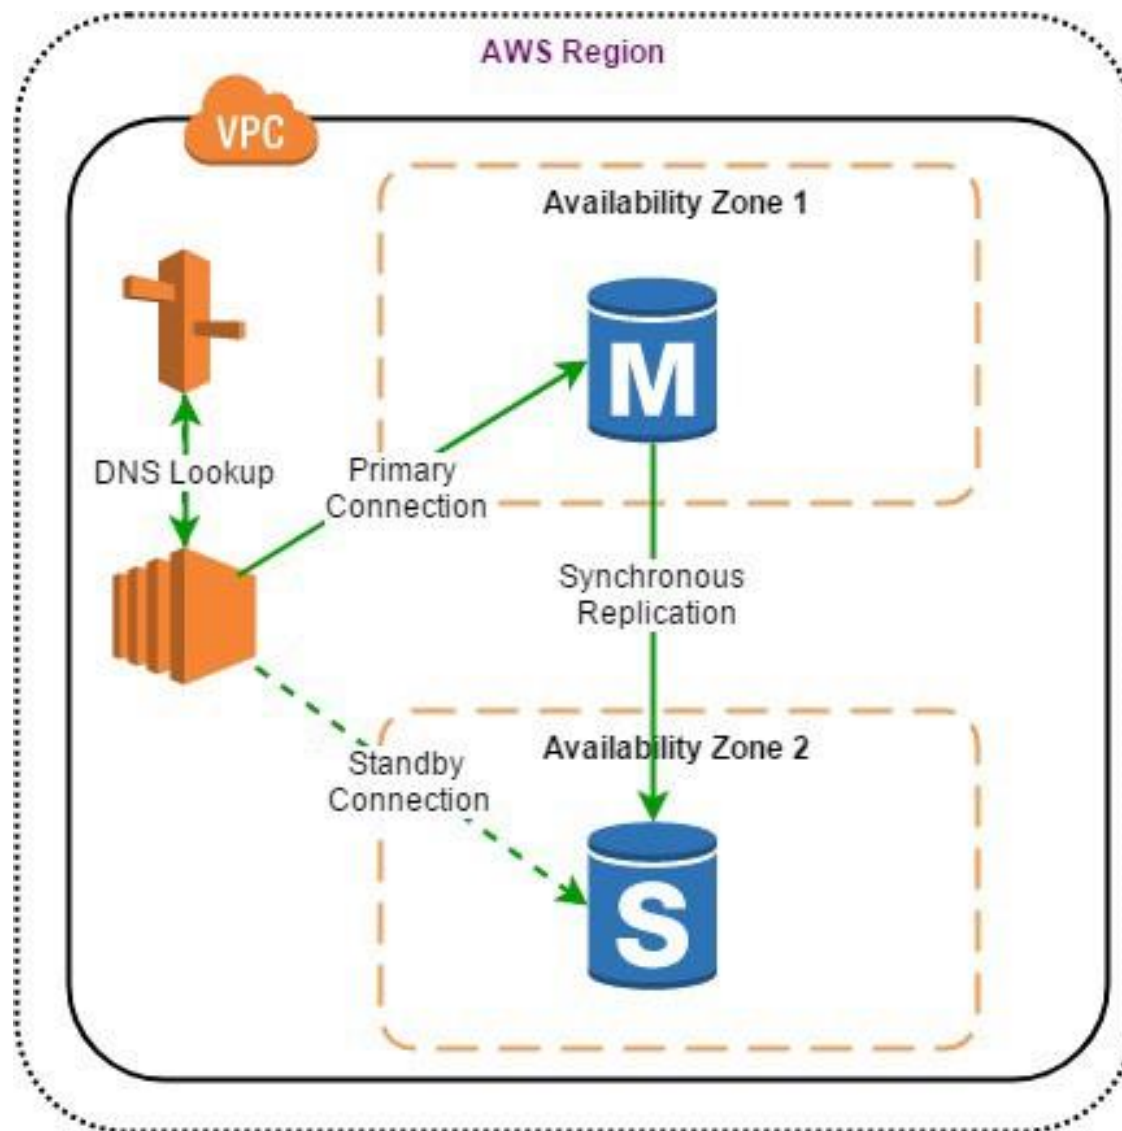 AWS Region
VPC
Availability Zone 1
M
DNS Lookup
Primary
Connection
Synchronous
Replication
Availability Zone 2
Standby
Connection
S